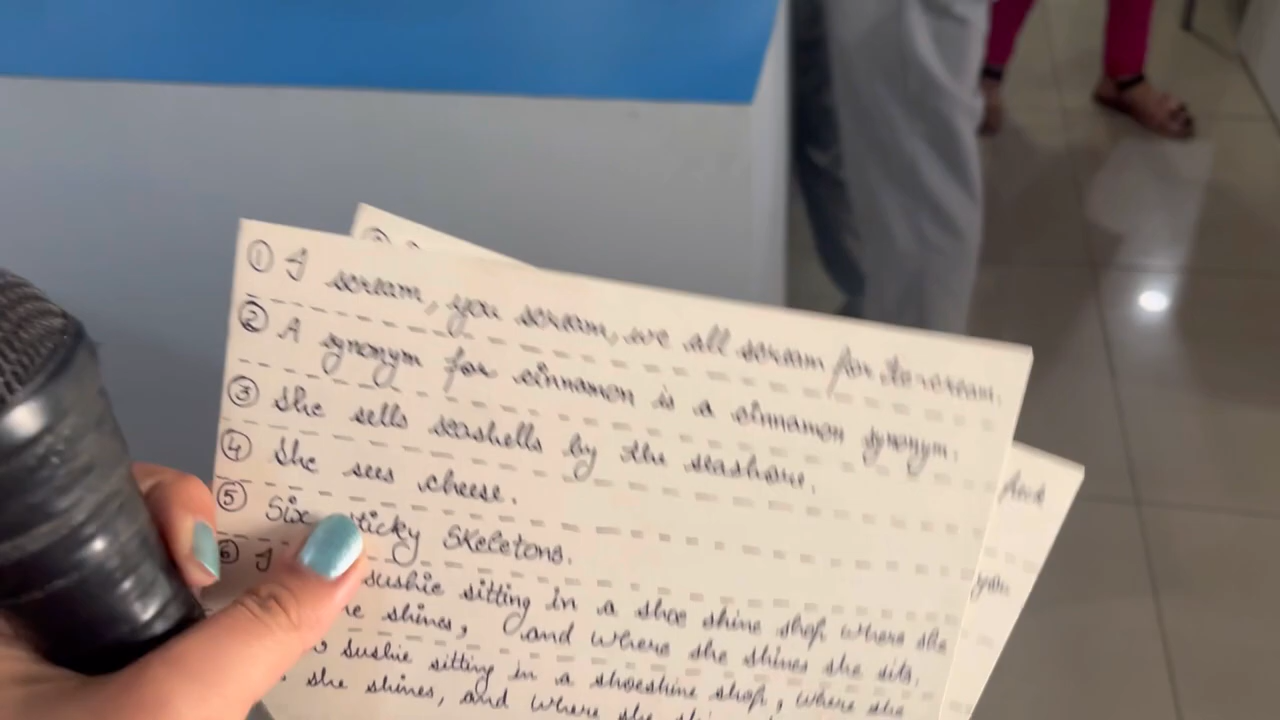 ① I scream, you scream, we all scream for ice-cream.
② A synonym for cinnamon is a cinnamon synonym.
③ She sells seashells by the seashore.
④ She sees cheese.
⑤ Six sticky skeletons.
⑥ I sushie sitting in a shoe shine shop where she
shines, and where she shines she sits.
sushie sitting in a shoeshine shop, where she
she shines, and where she